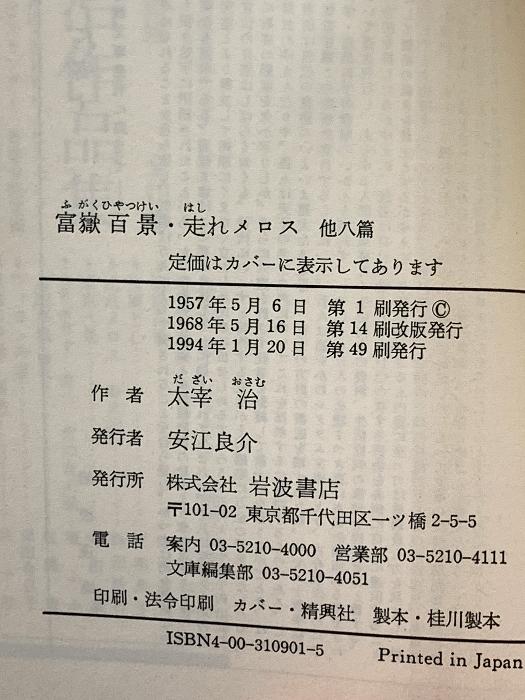 ふがくひやつけい　はし
富嶽百景・走れメロス 他八篇
定価はカバーに表示してあります
1957年5月6日 第1刷発行©
1968年5月16日 第14刷改版発行
1994年1月20日 第49刷発行
だざい おさむ
作者 太宰 治
発行者 安江良介
発行所 株式会社 岩波書店
〒101-02 東京都千代田区一ツ橋2-5-5
電話 案内 03-5210-4000 営業部 03-5210-4111
文庫編集部 03-5210-4051
印刷・法令印刷 カバー・精興社 製本・桂川製本
ISBN4-00-310901-5 Printed in Japan